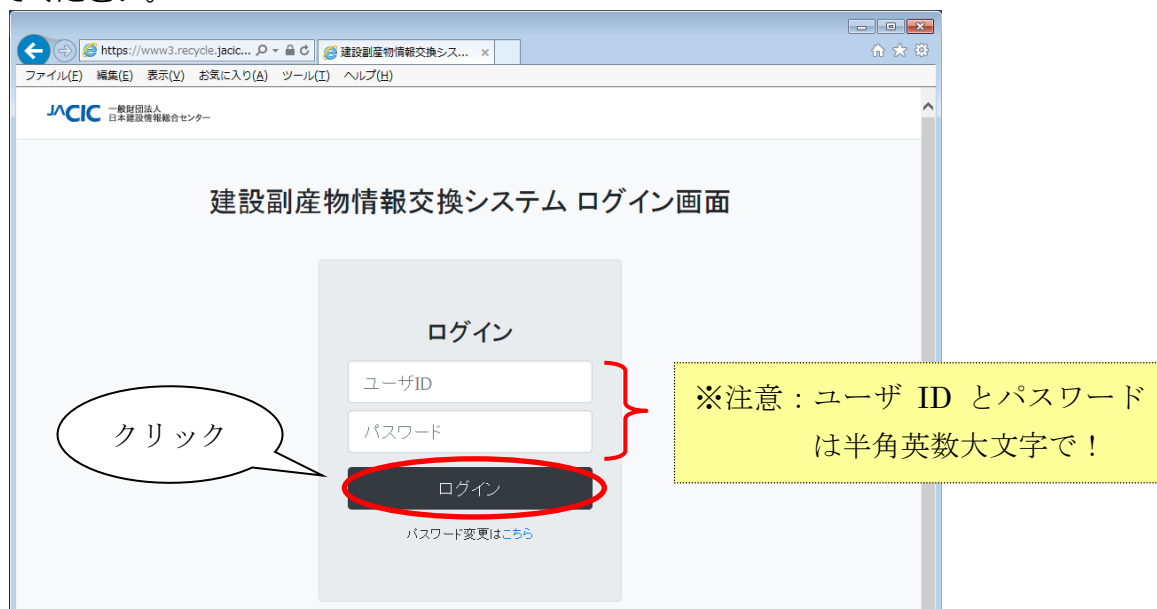 てください。
https://www3.recycle.jacic...
建設副産物情報交換シス... ×
ファイル(F) 編集(E) 表示(V) お気に入り(A) ツール(T) ヘルプ(H)
JACIC 一般財団法人
日本建設情報総合センター
建設副産物情報交換システム ログイン画面
ログイン
ユーザID
パスワード
※注意:ユーザ ID とパスワード
は半角英数大文字で!
クリック
ログイン
パスワード変更はこちら